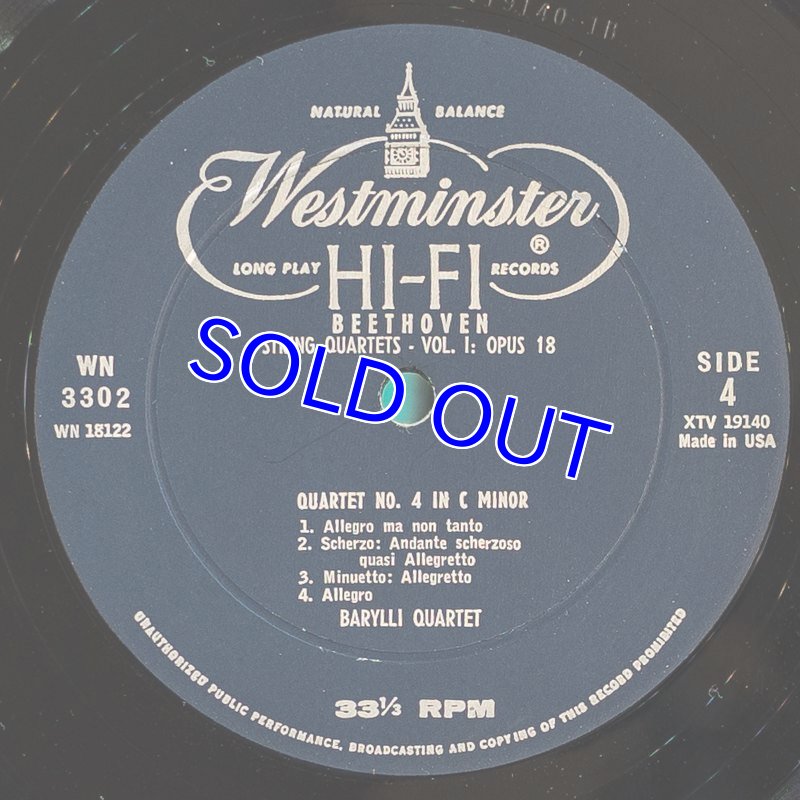 19140-1B
NATURAL BALANCE
Westminster
®
LONG PLAY HI-FI RECORDS
BEETHOVEN
STRING QUARTETS - VOL. I: OPUS 18
WN
3302
WN 18122
SIDE
4
XTV 19140
Made in USA
SOLD OUT
QUARTET NO. 4 IN C MINOR
1. Allegro ma non tanto
2. Scherzo: Andante scherzoso
quasi Allegretto
3. Minuetto: Allegretto
4. Allegro
BARYLLI QUARTET
33⅓ RPM
UNAUTHORIZED PUBLIC PERFORMANCE, BROADCASTING AND COPYING OF THIS RECORD PROHIBITED